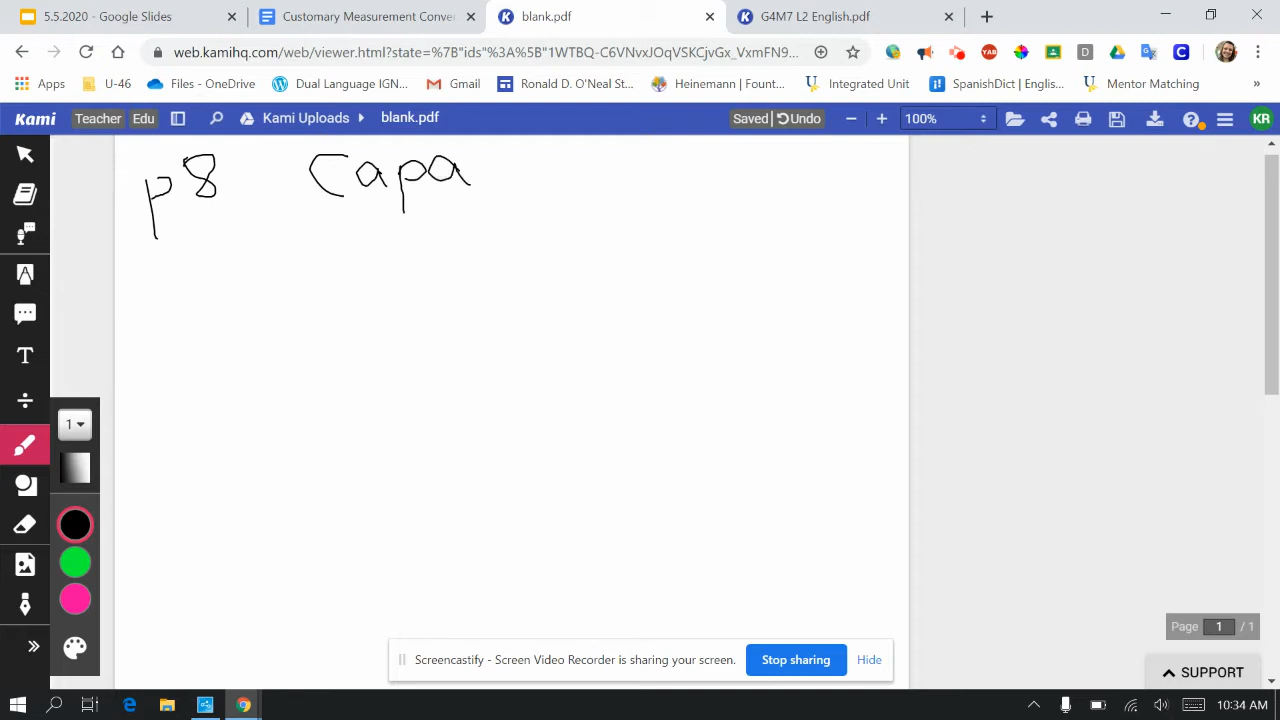 5.5.2020 - Google Slides
Customary Measurement Conver
blank.pdf
G4M7 L2 English.pdf
web.kamihq.com/web/viewer.html?state=%7B"ids"%3A%5B"1WTBQ-C6VNvxJOqVSKCjvGx_VxmFN9...
Apps
U-46
Files - OneDrive
Dual Language IGN...
Gmail
Ronald D. O'Neal St...
Heinemann | Fount...
Integrated Unit
SpanishDict | Englis...
Mentor Matching
»
Kami
Teacher
Edu
Kami Uploads
blank.pdf
Saved
Undo
100%
KR
p8 Capa
1
Page 1 / 1
Screencastify - Screen Video Recorder is sharing your screen.
Stop sharing
Hide
SUPPORT
10:34 AM